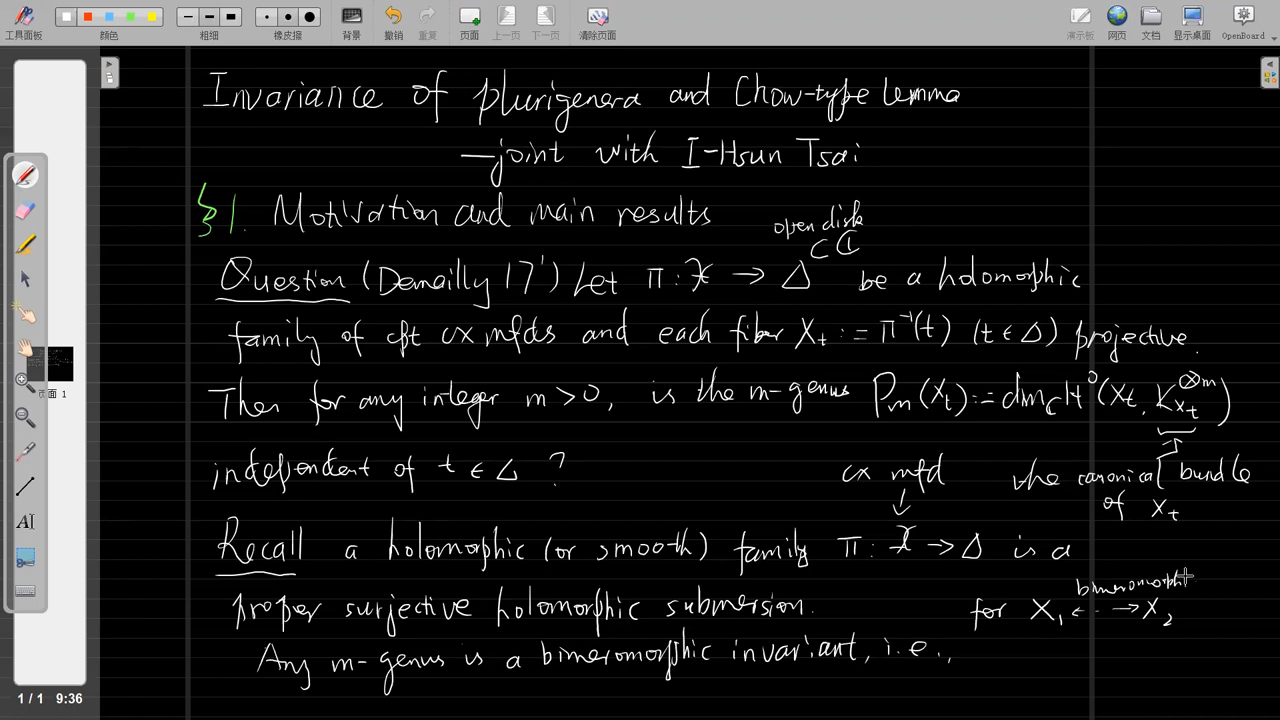 工具面板 颜色 粗细 橡皮擦 背景 撤销 重复 页面 上一页 下一页 清除页面 演示板 网页 文档 显示桌面 OpenBoard
Invariance of plurigenera and Chow-type lemma
—joint with I-Hsun Tsai
§1. Motivation and main results
open disk
⊂ ℂ
Question (Demailly 17') Let π : 𝒳 → Δ be a holomorphic
family of cpt cx mfds and each fiber X_t := π⁻¹(t) (t ∈ Δ) projective.
Then for any integer m > 0, is the m-genus P_m(X_t) := dim_ℂ H⁰(X_t, K_{X_t}^{⊗m})
independent of t ∈ Δ ?
the canonical bundle
of X_t
cx mfd
↓
Recall a holomorphic (or smooth) family π : 𝒳 → Δ is a
proper surjective holomorphic submersion.
Any m-genus is a bimeromorphic invariant, i.e.,
bimeromorphi
for X₁ ⇠⇢ X₂
页面 1
1 / 1 9:36